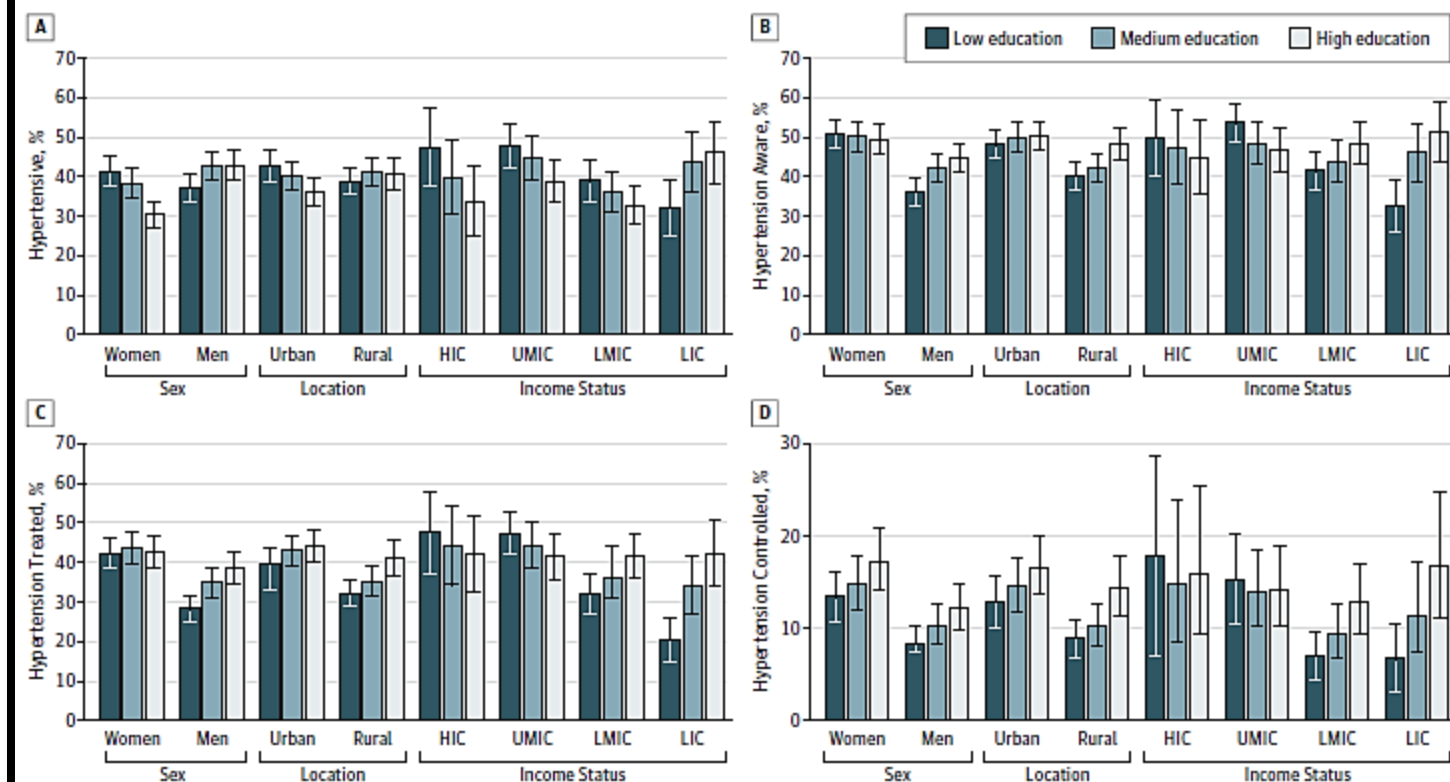 A
B
Low education
Medium education
High education
Hypertensive, %
70
60
50
40
30
20
10
0
Women Men Urban Rural HIC UMIC LMIC LIC
Sex Location Income Status
Hypertension Aware, %
70
60
50
40
30
20
10
0
Women Men Urban Rural HIC UMIC LMIC LIC
Sex Location Income Status
C
Hypertension Treated, %
70
60
50
40
30
20
10
0
Women Men Urban Rural HIC UMIC LMIC LIC
Sex Location Income Status
D
Hypertension Controlled, %
30
20
10
0
Women Men Urban Rural HIC UMIC LMIC LIC
Sex Location Income Status